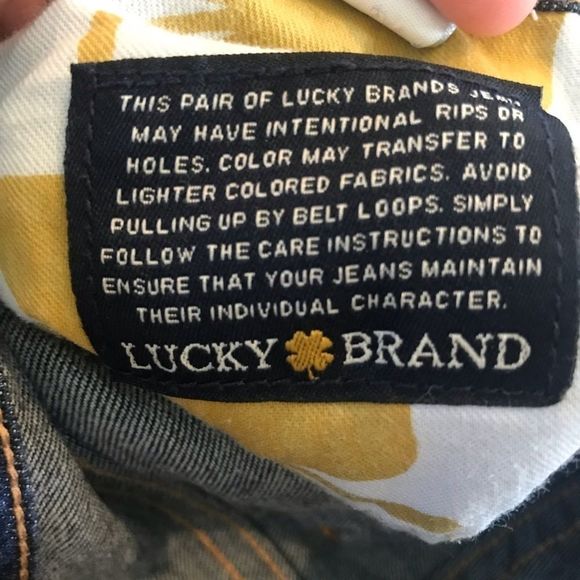 THIS PAIR OF LUCKY BRANDS JEANS
MAY HAVE INTENTIONAL RIPS OR
HOLES. COLOR MAY TRANSFER TO
LIGHTER COLORED FABRICS. AVOID
PULLING UP BY BELT LOOPS. SIMPLY
FOLLOW THE CARE INSTRUCTIONS TO
ENSURE THAT YOUR JEANS MAINTAIN
THEIR INDIVIDUAL CHARACTER.
LUCKY BRAND